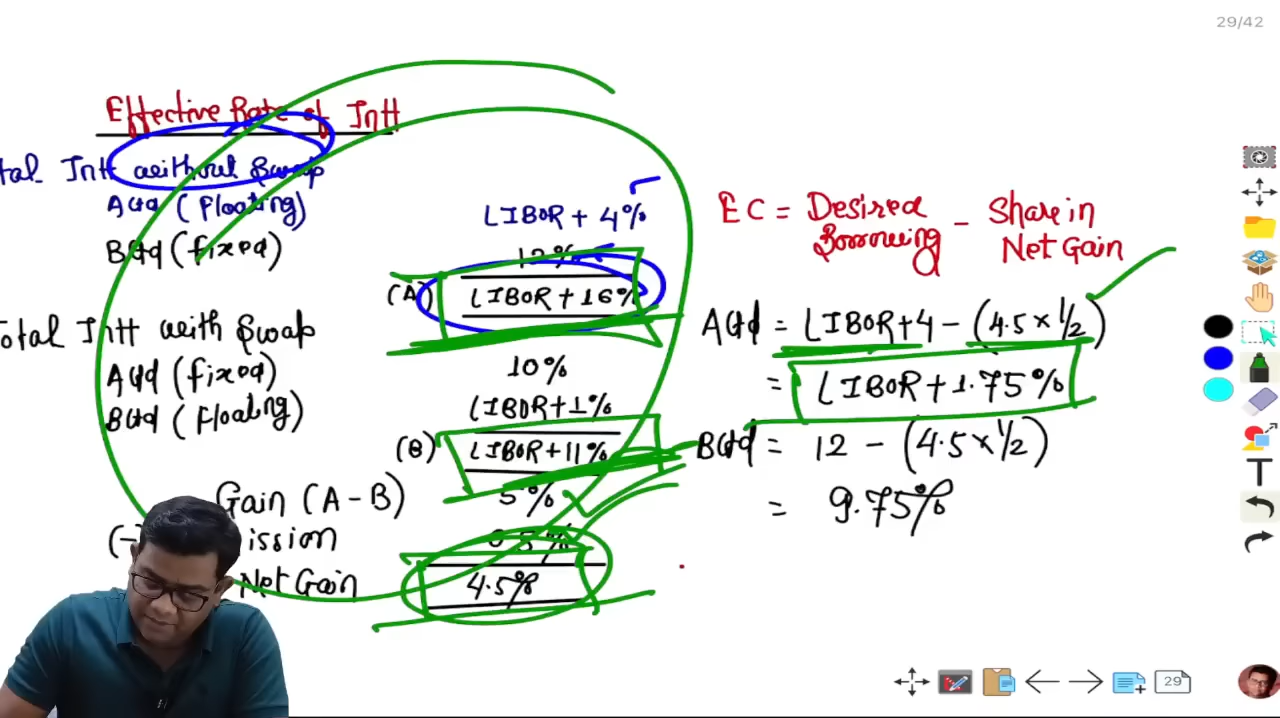 29/42
Effective Rate of Intt
tal Intt without Swap
A Ltd (Floating) LIBOR + 4%
B Ltd (fixed) 12%
(A) LIBOR + 16%
Total Intt with Swap
A Ltd (fixed) 10%
B Ltd (Floating) LIBOR + 1%
(B) LIBOR + 11%
Gain (A-B) 5%
(-) ission 0.5%
Net Gain 4.5%
EC = Desired Borrowing - Share in Net Gain
A Ltd = LIBOR + 4 - (4.5 x 1/2)
= LIBOR + 1.75%
B Ltd = 12 - (4.5 x 1/2)
= 9.75%
T
29